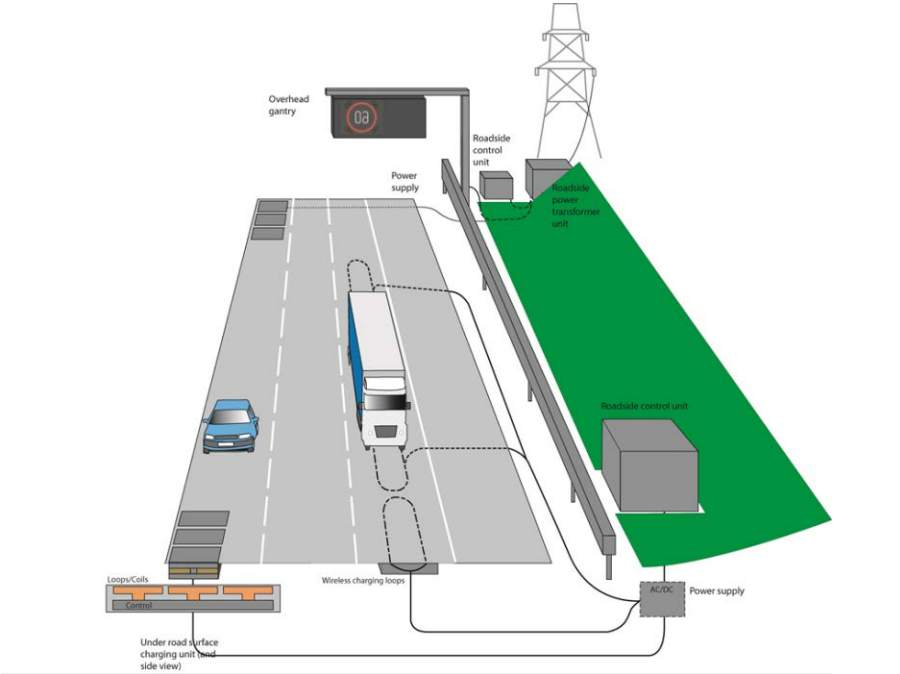 Overhead
gantry
60
Roadside
control
unit
Power
supply
Roadside
power
transformer
unit
Roadside control unit
Loops/Coils
Control
Wireless charging loops
AC/DC
Power supply
Under road surface
charging unit (and
side view)